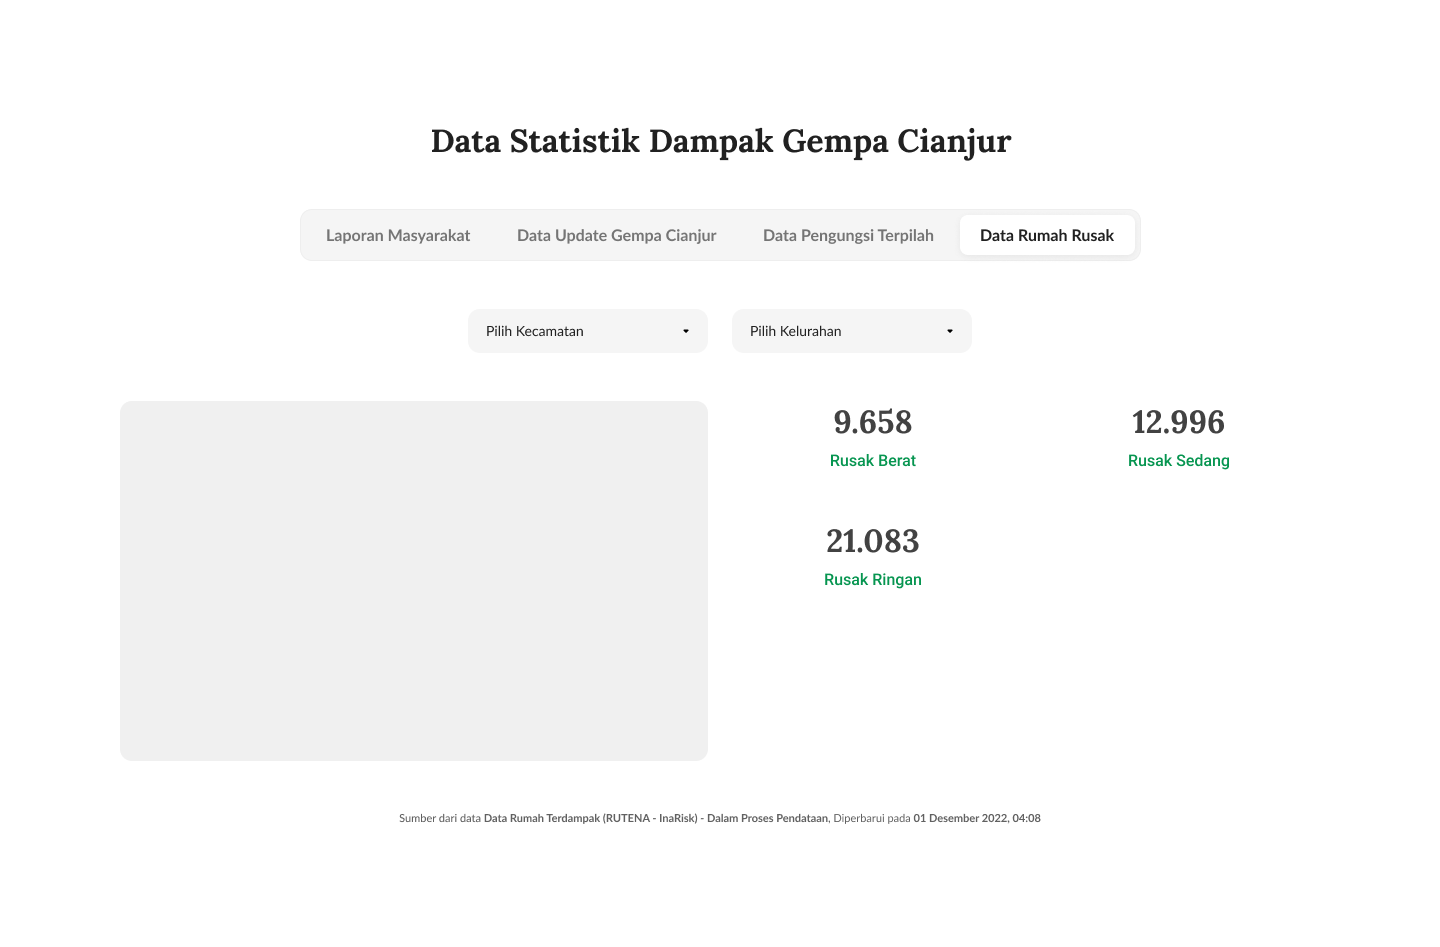 Data Statistik Dampak Gempa Cianjur
Laporan Masyarakat
Data Update Gempa Cianjur
Data Pengungsi Terpilah
Data Rumah Rusak
Pilih Kecamatan
Pilih Kelurahan
9.658
Rusak Berat
12.996
Rusak Sedang
21.083
Rusak Ringan
Sumber dari data Data Rumah Terdampak (RUTENA - InaRisk) - Dalam Proses Pendataan, Diperbarui pada 01 Desember 2022, 04:08